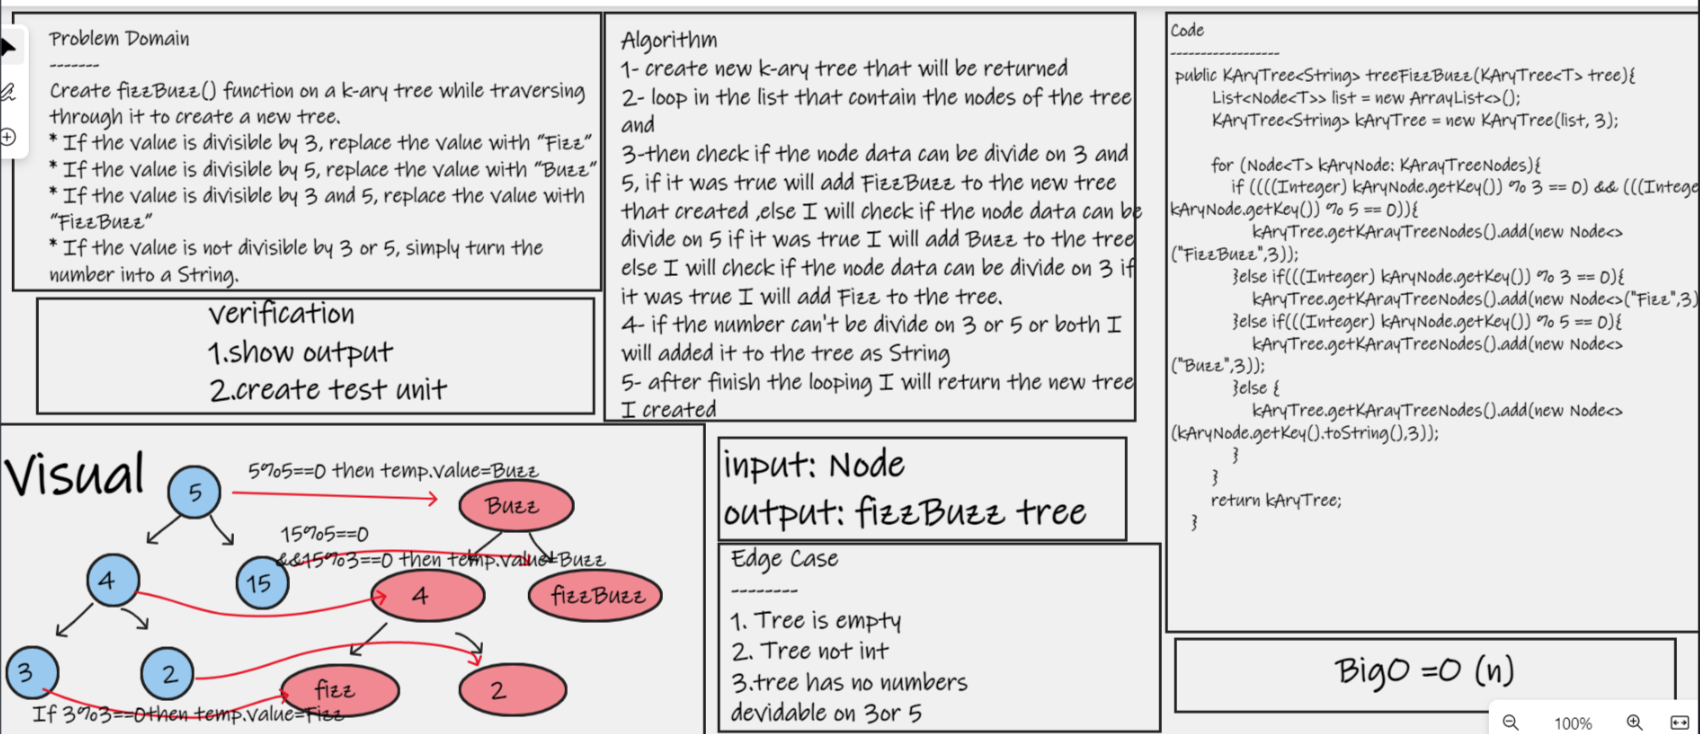 Problem Domain
-------
Create fizzBuzz() function on a k-ary tree while traversing
through it to create a new tree.
* If the value is divisible by 3, replace the value with "Fizz"
* If the value is divisible by 5, replace the value with "Buzz"
* If the value is divisible by 3 and 5, replace the value with
"FizzBuzz"
* If the value is not divisible by 3 or 5, simply turn the
number into a String.
verification
1.show output
2.create test unit
Visual
5%5==0 then temp.value=Buzz
5
Buzz
15%5==0
&&15%3==0 then temp.value=Buzz
4
15
4
fizzBuzz
3
2
fizz
2
If 3%3==0then temp.value=Fizz
Algorithm
1- create new k-ary tree that will be returned
2- loop in the list that contain the nodes of the tree
and
3-then check if the node data can be divide on 3 and
5, if it was true will add FizzBuzz to the new tree
that created ,else I will check if the node data can be
divide on 5 if it was true I will add Buzz to the tree
else I will check if the node data can be divide on 3 if
it was true I will add Fizz to the tree.
4- if the number can't be divide on 3 or 5 or both I
will added it to the tree as String
5- after finish the looping I will return the new tree
I created
input: Node
output: fizzBuzz tree
Edge Case
--------
1. Tree is empty
2. Tree not int
3.tree has no numbers
devidable on 3or 5
Code
------------------
public KAryTree<String> treeFizzBuzz(KAryTree<T> tree){
List<Node<T>> list = new ArrayList<>();
KAryTree<String> kAryTree = new KAryTree(list, 3);
for (Node<T> kAryNode: KArayTreeNodes){
if ((((Integer) kAryNode.getKey()) % 3 == 0) && (((Intege
kAryNode.getKey()) % 5 == 0)){
kAryTree.getKArayTreeNodes().add(new Node<>
("FizzBuzz",3));
}else if(((Integer) kAryNode.getKey()) % 3 == 0){
kAryTree.getKArayTreeNodes().add(new Node<>("Fizz",3)
}else if(((Integer) kAryNode.getKey()) % 5 == 0){
kAryTree.getKArayTreeNodes().add(new Node<>
("Buzz",3));
}else {
kAryTree.getKArayTreeNodes().add(new Node<>
(kAryNode.getKey().toString(),3));
}
}
return kAryTree;
}
BigO =O (n)
100%